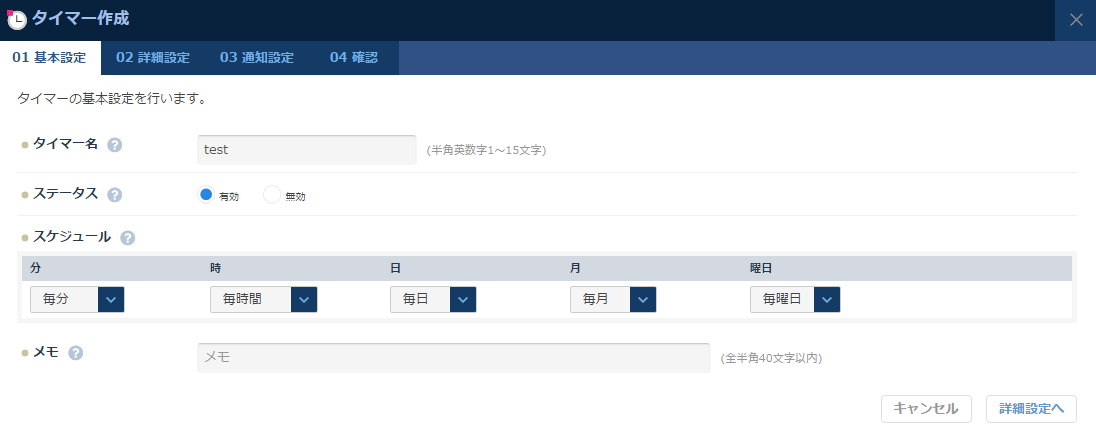 タイマー作成
01 基本設定 02 詳細設定 03 通知設定 04 確認
タイマーの基本設定を行います。
タイマー名 ? test (半角英数字1～15文字)
ステータス ? 有効 無効
スケジュール ?
分 時 日 月 曜日
毎分 毎時間 毎日 毎月 毎曜日
メモ ? メモ (全半角40文字以内)
キャンセル 詳細設定へ